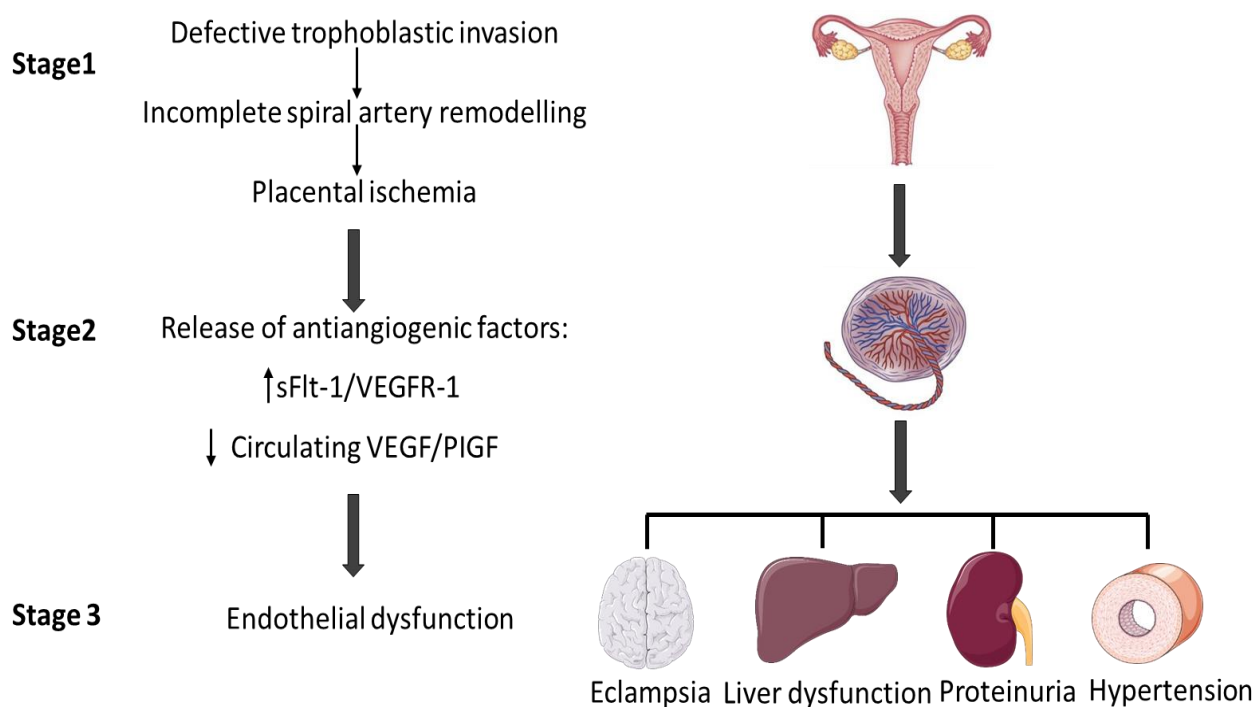 Stage1
Defective trophoblastic invasion
Incomplete spiral artery remodelling
Placental ischemia
Stage2
Release of antiangiogenic factors:
↑sFlt-1/VEGFR-1
↓ Circulating VEGF/PIGF
Stage 3
Endothelial dysfunction
Eclampsia
Liver dysfunction
Proteinuria
Hypertension